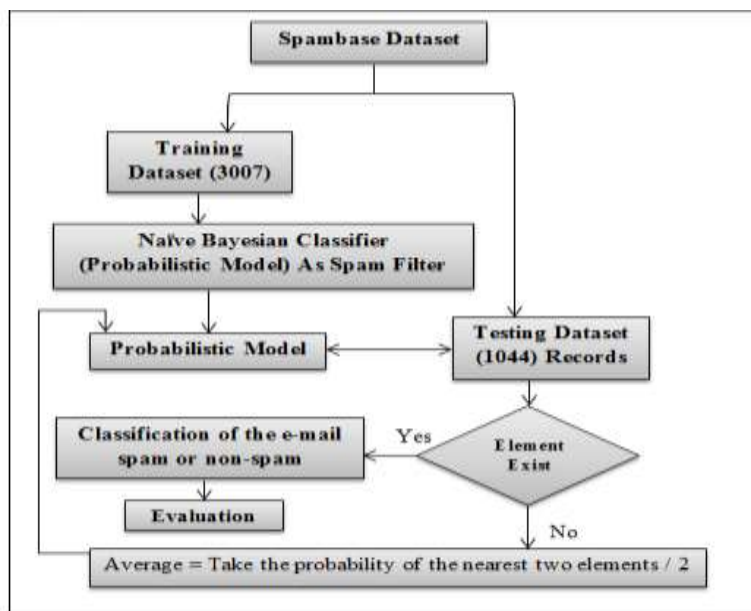 Spambase Dataset
Training
Dataset (3007)
Naïve Bayesian Classifier
(Probabilistic Model) As Spam Filter
Probabilistic Model
Testing Dataset
(1044) Records
Classification of the e-mail
spam or non-spam
Yes
Element
Exist
Evaluation
No
Average = Take the probability of the nearest two elements / 2